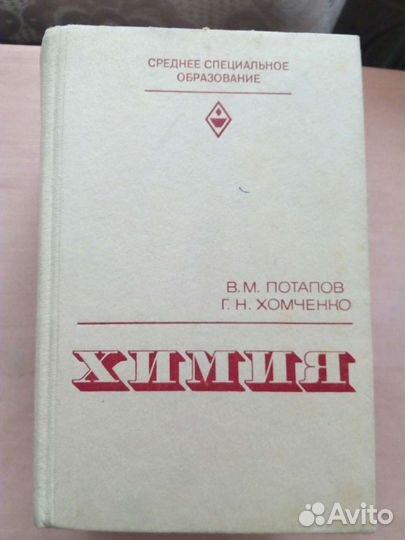 СРЕДНЕЕ СПЕЦИАЛЬНОЕ
ОБРАЗОВАНИЕ
В. М. ПОТАПОВ
Г. Н. ХОМЧЕНКО
ХИМИЯ
Avito